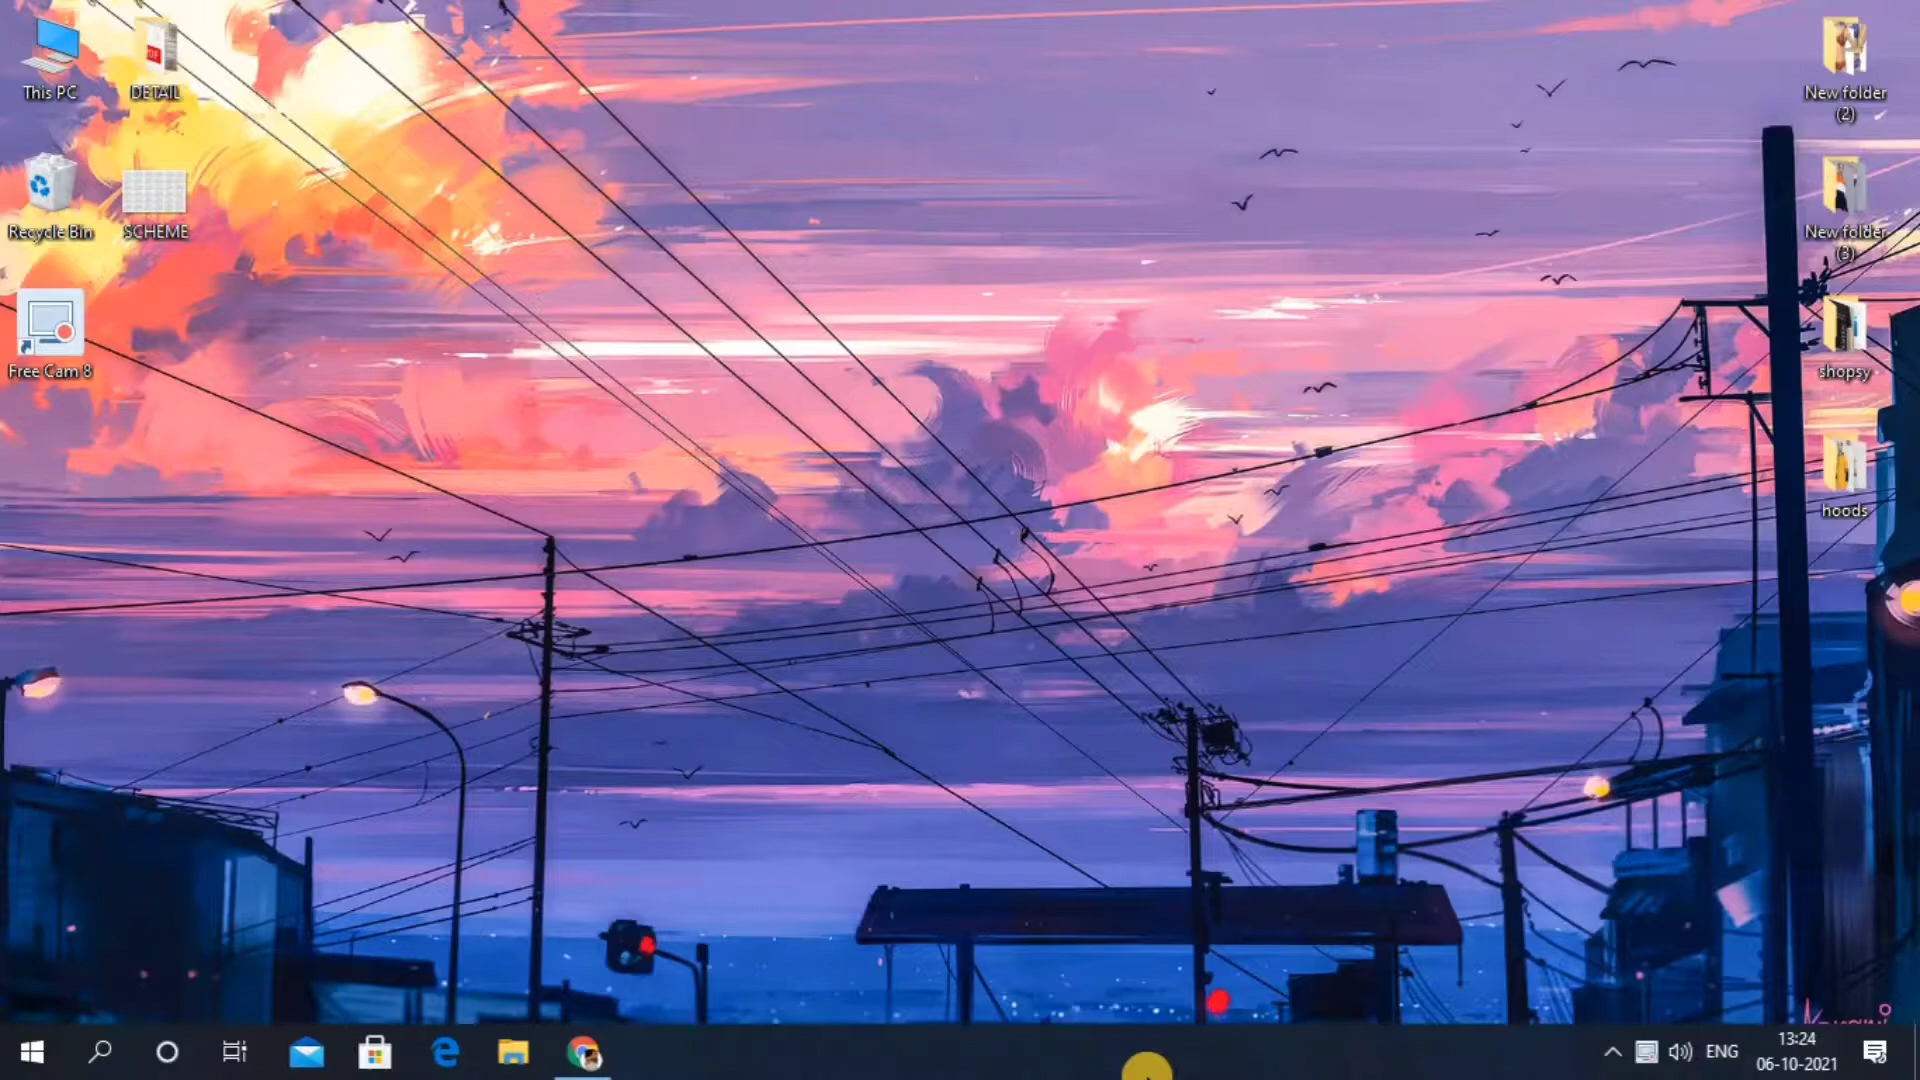 This PC
DETAIL
Recycle Bin
SCHEME
Free Cam 8
New folder
(2)
New folder
(3)
shopsy
hoods
ENG
13:24
06-10-2021